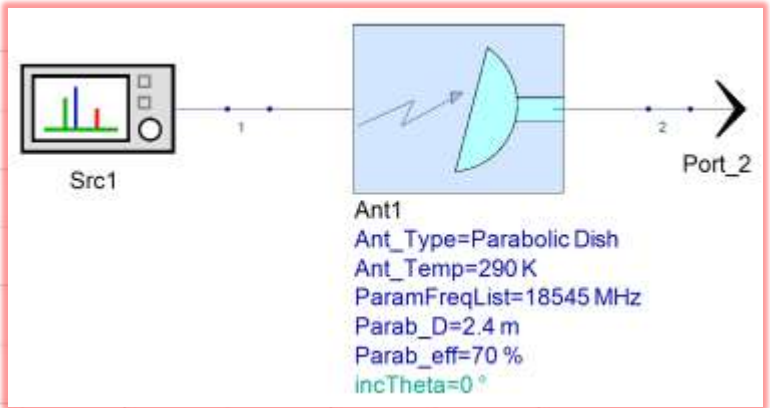 1
2
Src1
Port_2
Ant1
Ant_Type=Parabolic Dish
Ant_Temp=290 K
ParamFreqList=18545 MHz
Parab_D=2.4 m
Parab_eff=70 %
incTheta=0 °